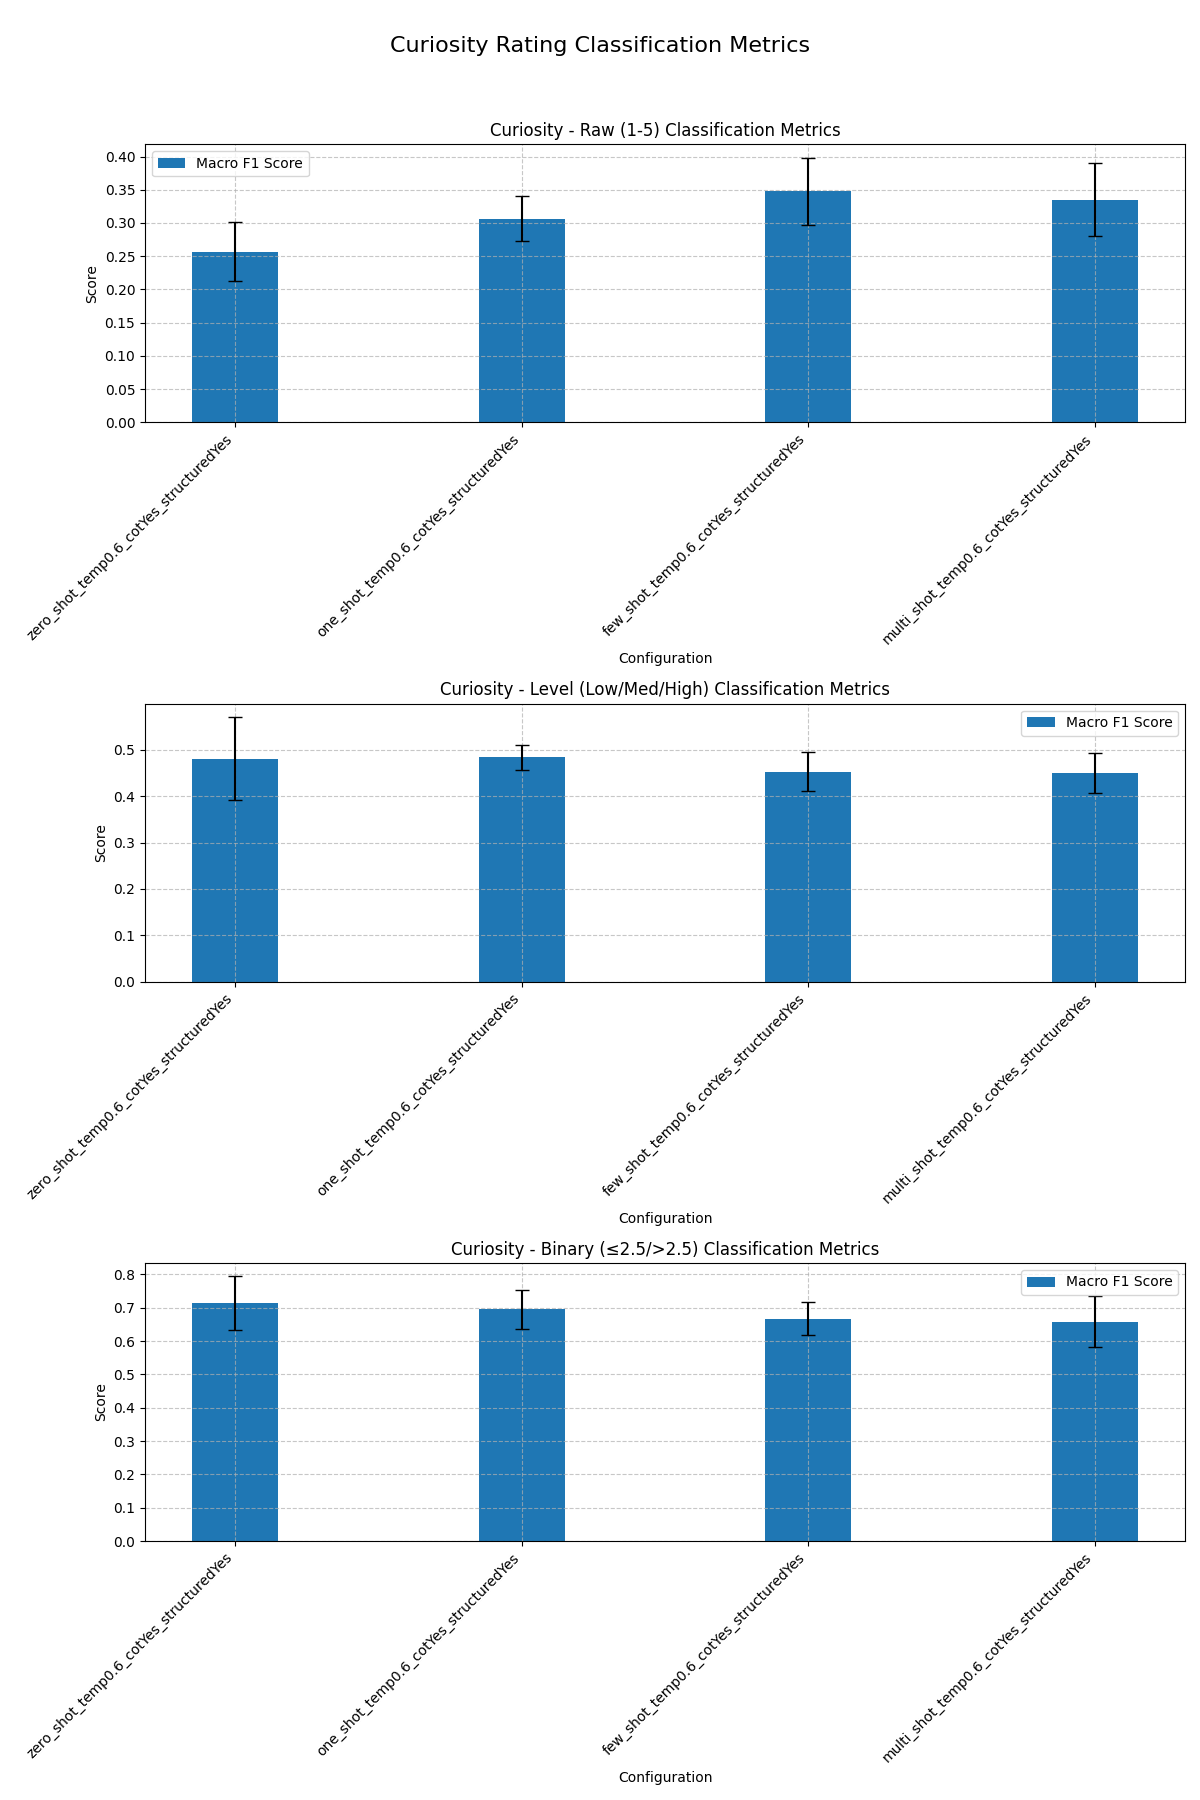 Curiosity Rating Classification Metrics
Curiosity - Raw (1-5) Classification Metrics
Macro F1 Score
0.40
0.35
0.30
0.25
0.20
0.15
0.10
0.05
0.00
Score
zero_shot_temp0.6_cotYes_structuredYes
one_shot_temp0.6_cotYes_structuredYes
few_shot_temp0.6_cotYes_structuredYes
multi_shot_temp0.6_cotYes_structuredYes
Configuration
Curiosity - Level (Low/Med/High) Classification Metrics
Macro F1 Score
0.5
0.4
0.3
0.2
0.1
0.0
Score
zero_shot_temp0.6_cotYes_structuredYes
one_shot_temp0.6_cotYes_structuredYes
few_shot_temp0.6_cotYes_structuredYes
multi_shot_temp0.6_cotYes_structuredYes
Configuration
Curiosity - Binary (≤2.5/>2.5) Classification Metrics
Macro F1 Score
0.8
0.7
0.6
0.5
0.4
0.3
0.2
0.1
0.0
Score
zero_shot_temp0.6_cotYes_structuredYes
one_shot_temp0.6_cotYes_structuredYes
few_shot_temp0.6_cotYes_structuredYes
multi_shot_temp0.6_cotYes_structuredYes
Configuration